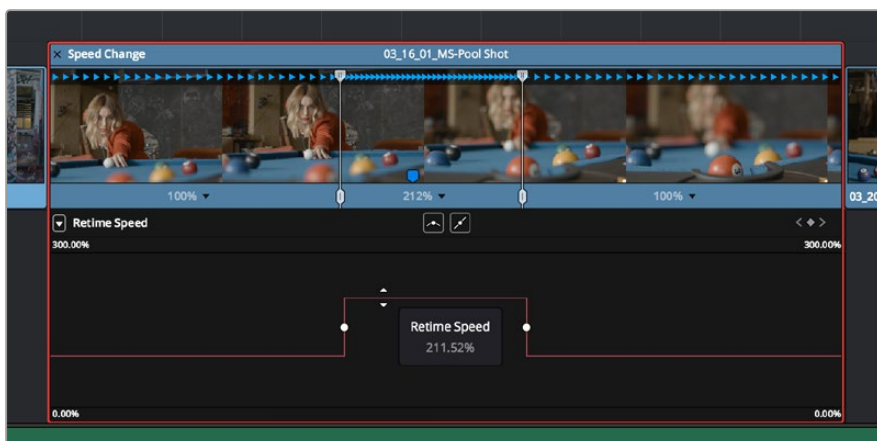 × Speed Change 03_16_01_MS-Pool Shot
100% 212% 100% 03_20
Retime Speed
300.00% 300.00%
Retime Speed
211.52%
0.00% 0.00%